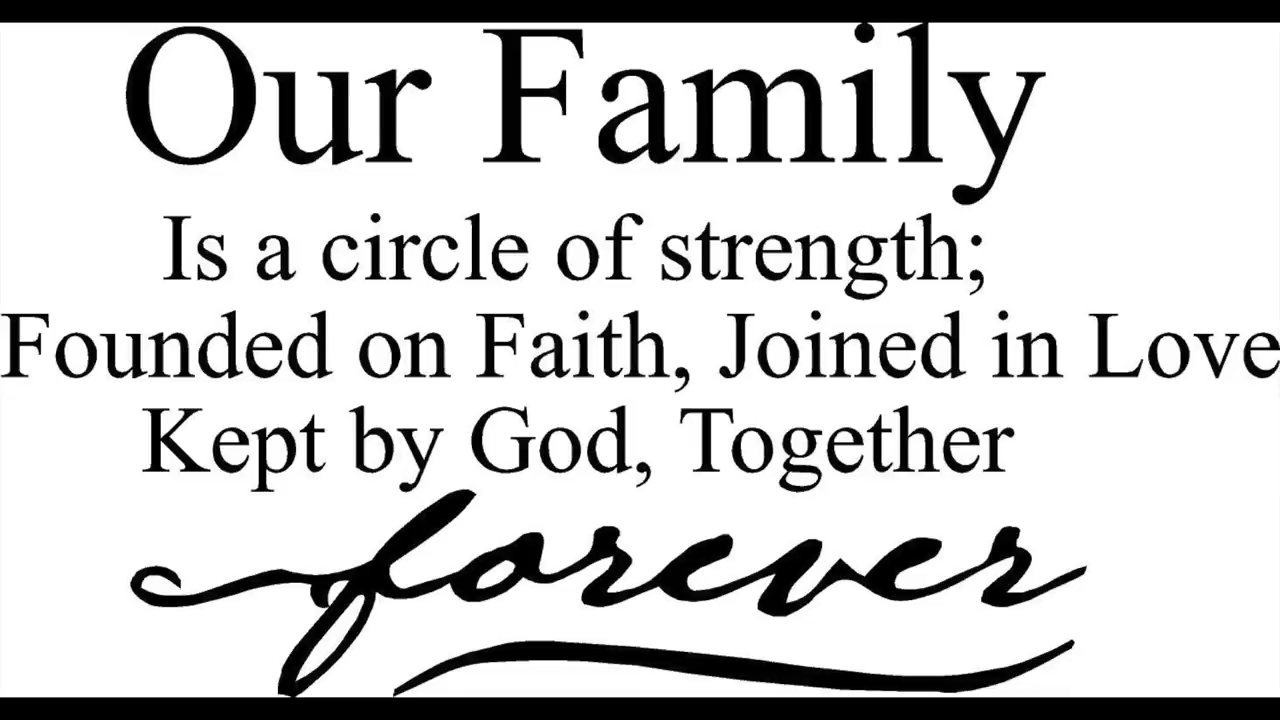 Our Family
Is a circle of strength;
Founded on Faith, Joined in Love
Kept by God, Together
forever